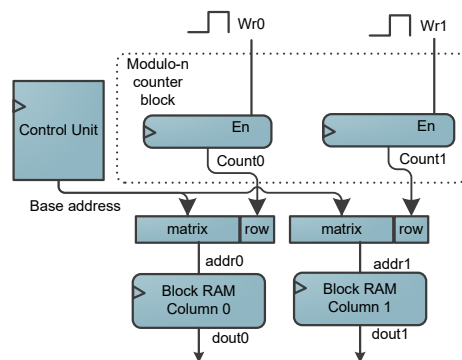 Wr0
Wr1
Modulo-n
counter
block
Control Unit
En
En
Count0
Count1
Base address
matrix
row
matrix
row
addr0
addr1
Block RAM
Column 0
Block RAM
Column 1
dout0
dout1